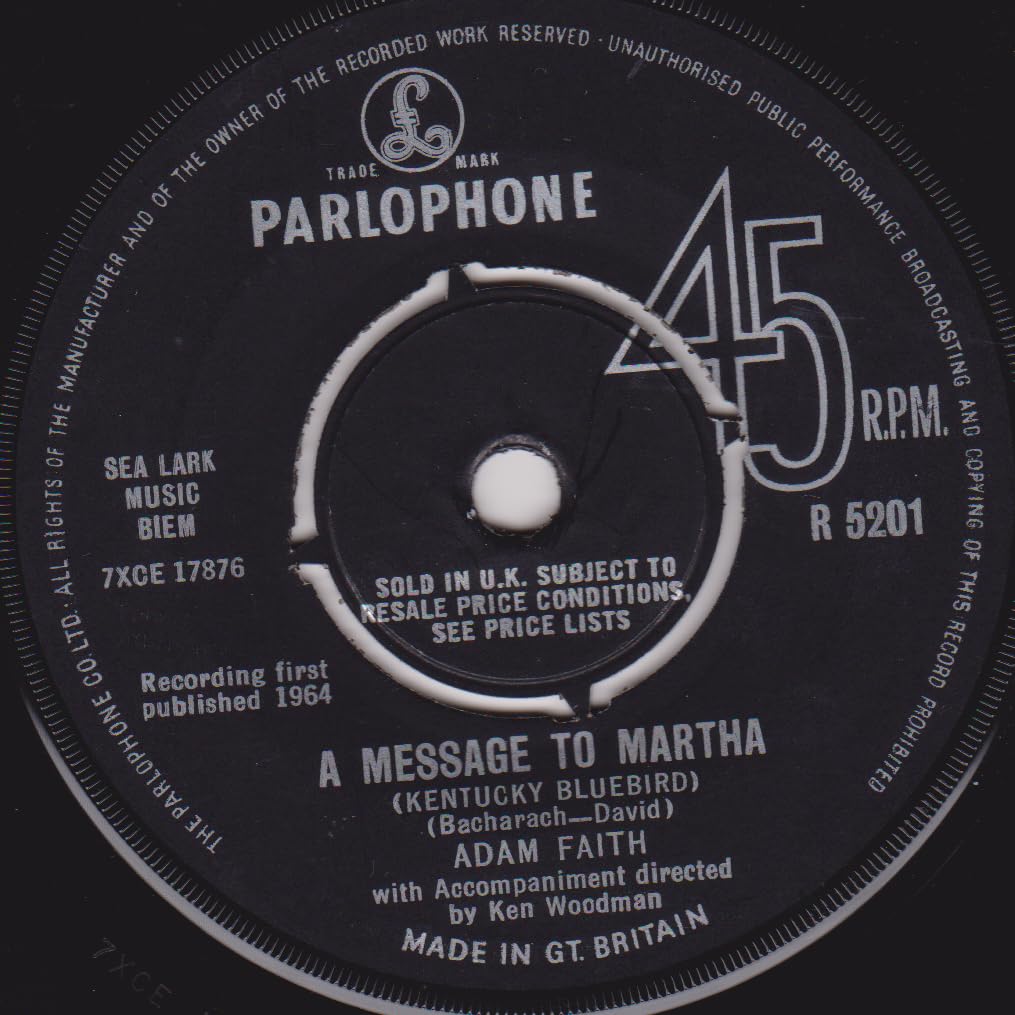 THE PARLOPHONE CO. LTD. · ALL RIGHTS OF THE MANUFACTURER AND OF THE OWNER OF THE RECORDED WORK RESERVED · UNAUTHORISED PUBLIC PERFORMANCE BROADCASTING AND COPYING OF THIS RECORD PROHIBITED
£
TRADE MARK
PARLOPHONE
45
R.P.M.
R 5201
SEA LARK
MUSIC
BIEM
7XCE 17876
SOLD IN U.K. SUBJECT TO
RESALE PRICE CONDITIONS,
SEE PRICE LISTS
Recording first
published 1964
A MESSAGE TO MARTHA
(KENTUCKY BLUEBIRD)
(Bacharach—David)
ADAM FAITH
with Accompaniment directed
by Ken Woodman
MADE IN GT. BRITAIN
7XCE